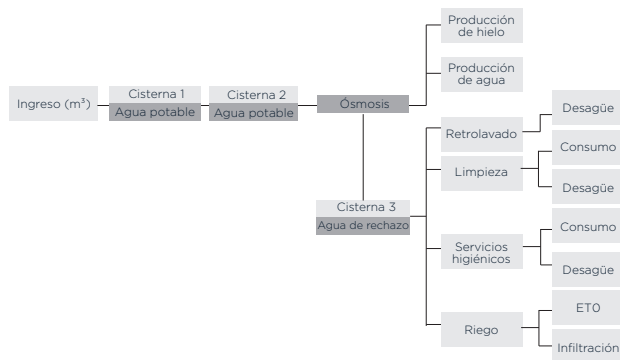 Ingreso (m³)
Cisterna 1
Agua potable
Cisterna 2
Agua potable
Ósmosis
Producción
de hielo
Producción
de agua
Cisterna 3
Agua de rechazo
Retrolavado
Desagüe
Limpieza
Consumo
Desagüe
Servicios
higiénicos
Consumo
Desagüe
Riego
ET0
Infiltración